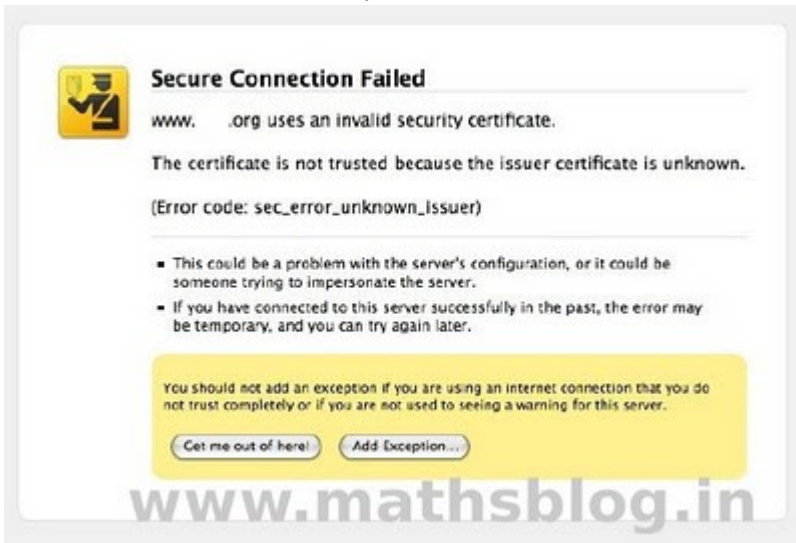 Secure Connection Failed
www. .org uses an invalid security certificate.
The certificate is not trusted because the issuer certificate is unknown.
(Error code: sec_error_unknown_issuer)
▪ This could be a problem with the server's configuration, or it could be
someone trying to impersonate the server.
▪ If you have connected to this server successfully in the past, the error may
be temporary, and you can try again later.
You should not add an exception if you are using an internet connection that you do
not trust completely or if you are not used to seeing a warning for this server.
Get me out of here! Add Exception...
www.mathsblog.in